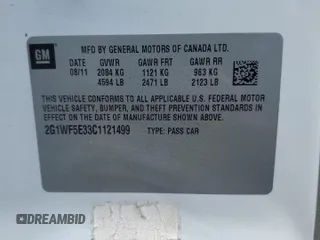 GM
MFD BY GENERAL MOTORS OF CANADA LTD.
DATE GVWR GAWR FRT GAWR RR
08/11 2084 KG 1121 KG 963 KG
4594 LB 2471 LB 2123 LB
THIS VEHICLE CONFORMS TO ALL APPLICABLE U.S. FEDERAL MOTOR
VEHICLE SAFETY, BUMPER, AND THEFT PREVENTION STANDARDS
IN EFFECT ON THE DATE OF MANUFACTURE SHOWN ABOVE.
2G1WF5E33C1121499 TYPE: PASS CAR
DREAMBID